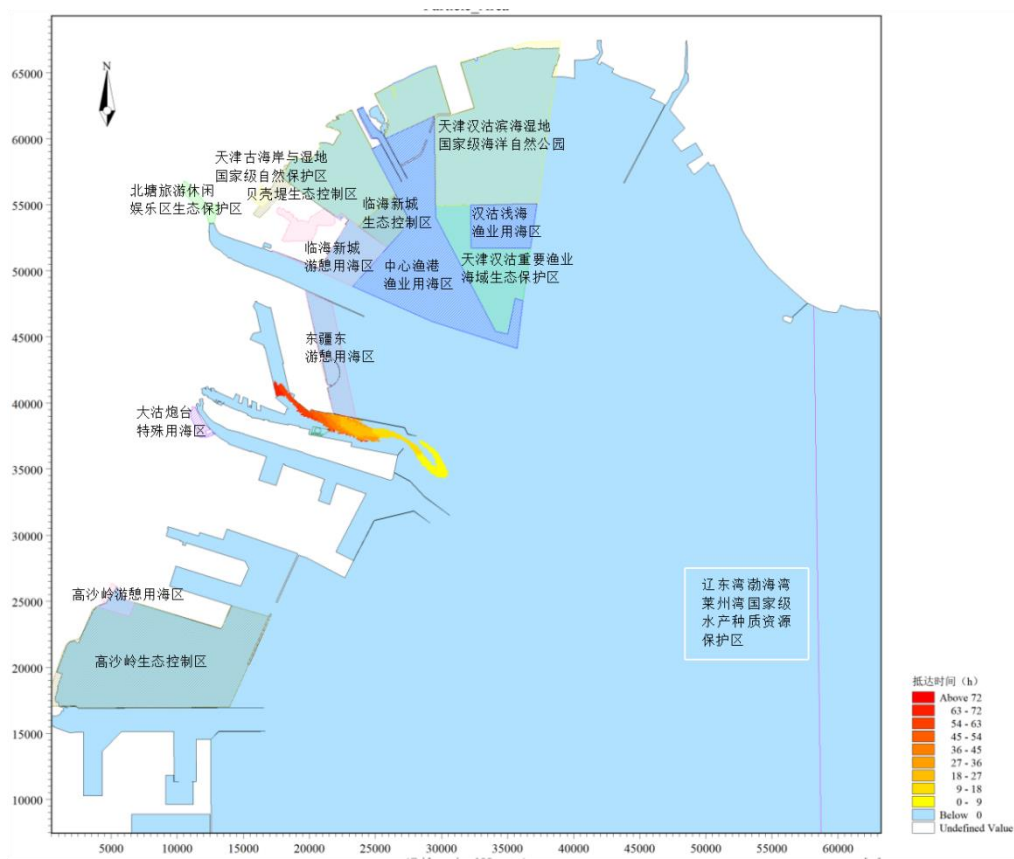 N
65000
60000
55000
50000
45000
40000
35000
30000
25000
20000
15000
10000
天津汉沽滨海湿地
国家级海洋自然公园
天津古海岸与湿地
国家级自然保护区
贝壳堤生态控制区
北塘旅游休闲
娱乐区生态保护区
临海新城
生态控制区
汉沽浅海
渔业用海区
临海新城
游憩用海区
中心渔港
渔业用海区
天津汉沽重要渔业
海域生态保护区
东疆东
游憩用海区
大沽炮台
特殊用海区
高沙岭游憩用海区
高沙岭生态控制区
辽东湾渤海湾
莱州湾国家级
水产种质资源
保护区
抵达时间（h）
Above 72
63 - 72
54 - 63
45 - 54
36 - 45
27 - 36
18 - 27
9 - 18
0 - 9
Below 0
Undefined Value
5000 10000 15000 20000 25000 30000 35000 40000 45000 50000 55000 60000